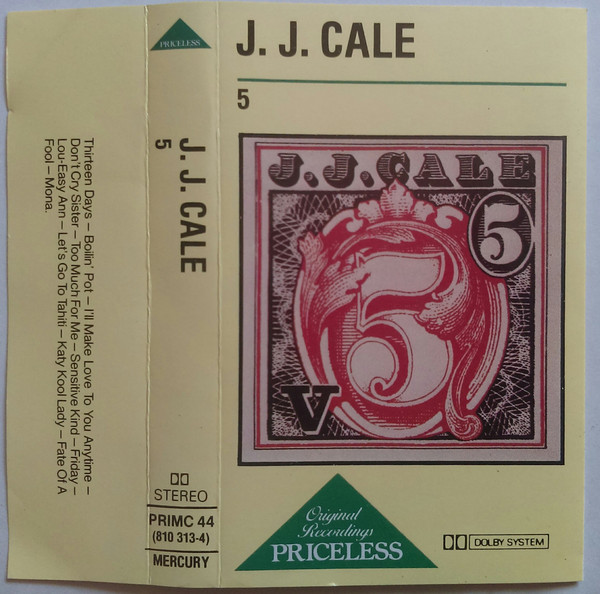 Thirteen Days – Boilin' Pot – I'll Make Love To You Anytime –
Don't Cry Sister – Too Much For Me – Sensitive Kind – Friday –
Lou-Easy Ann – Let's Go To Tahiti – Katy Kool Lady – Fate Of A
Fool – Mona.
PRICELESS
J. J. CALE
5
STEREO
PRIMC 44
(810 313-4)
MERCURY
J. J. CALE
5
J.J.CALE
5
5
V
Original
Recordings
PRICELESS
DOLBY SYSTEM